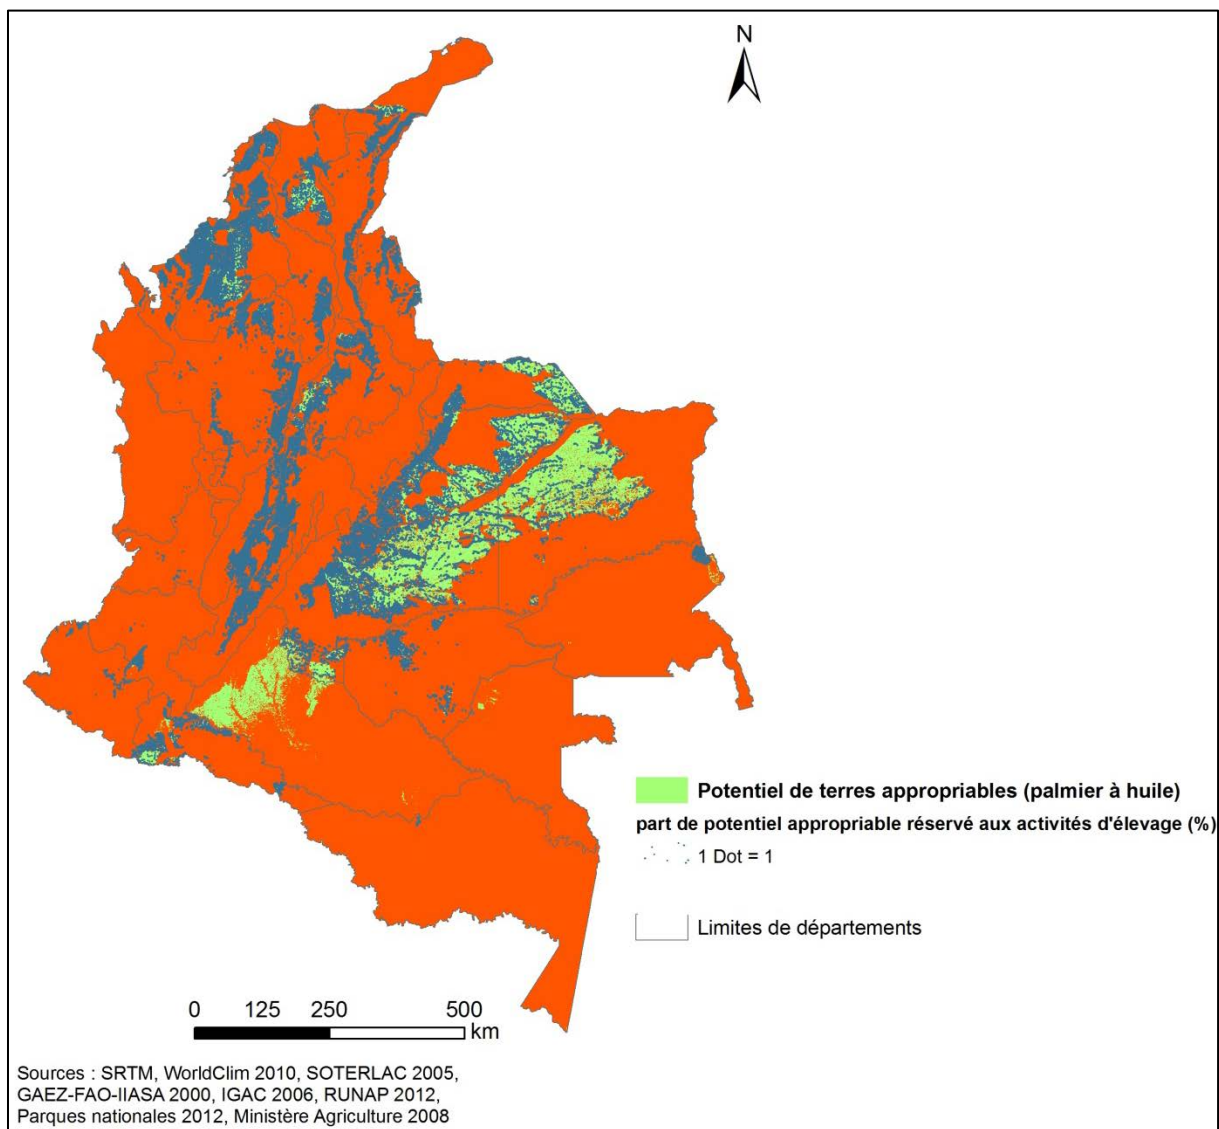 N
Potentiel de terres appropriables (palmier à huile)
part de potentiel appropriable réservé aux activités d'élevage (%)
1 Dot = 1
Limites de départements
0 125 250 500
km
Sources : SRTM, WorldClim 2010, SOTERLAC 2005,
GAEZ-FAO-IIASA 2000, IGAC 2006, RUNAP 2012,
Parques nationales 2012, Ministère Agriculture 2008